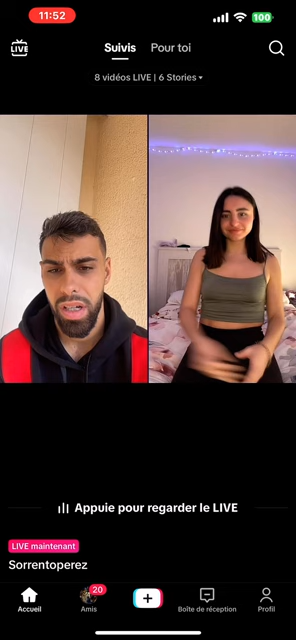 11:52
100
LIVE
Suivis Pour toi
8 vidéos LIVE | 6 Stories
Appuie pour regarder le LIVE
LIVE maintenant
Sorrentoperez
20
Accueil Amis Boîte de réception Profil